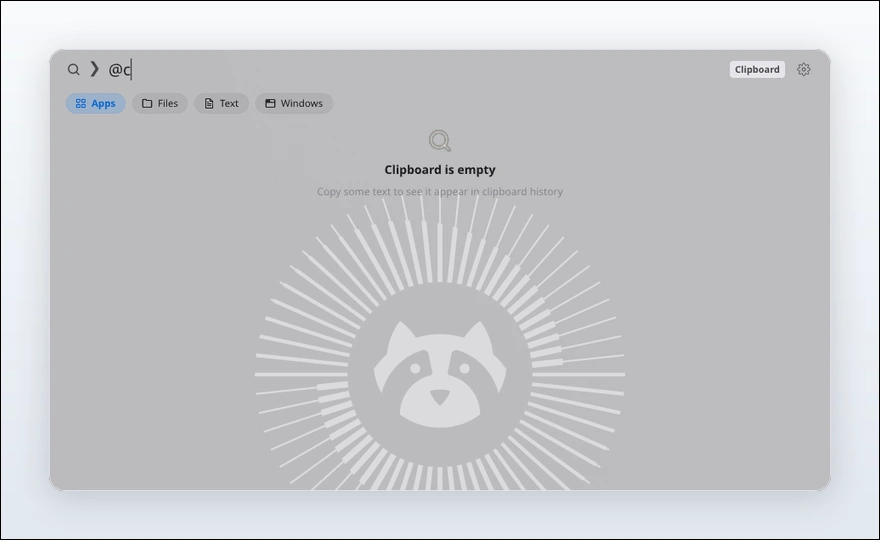 ❯ @c
Clipboard
Apps Files Text Windows
Clipboard is empty
Copy some text to see it appear in clipboard history